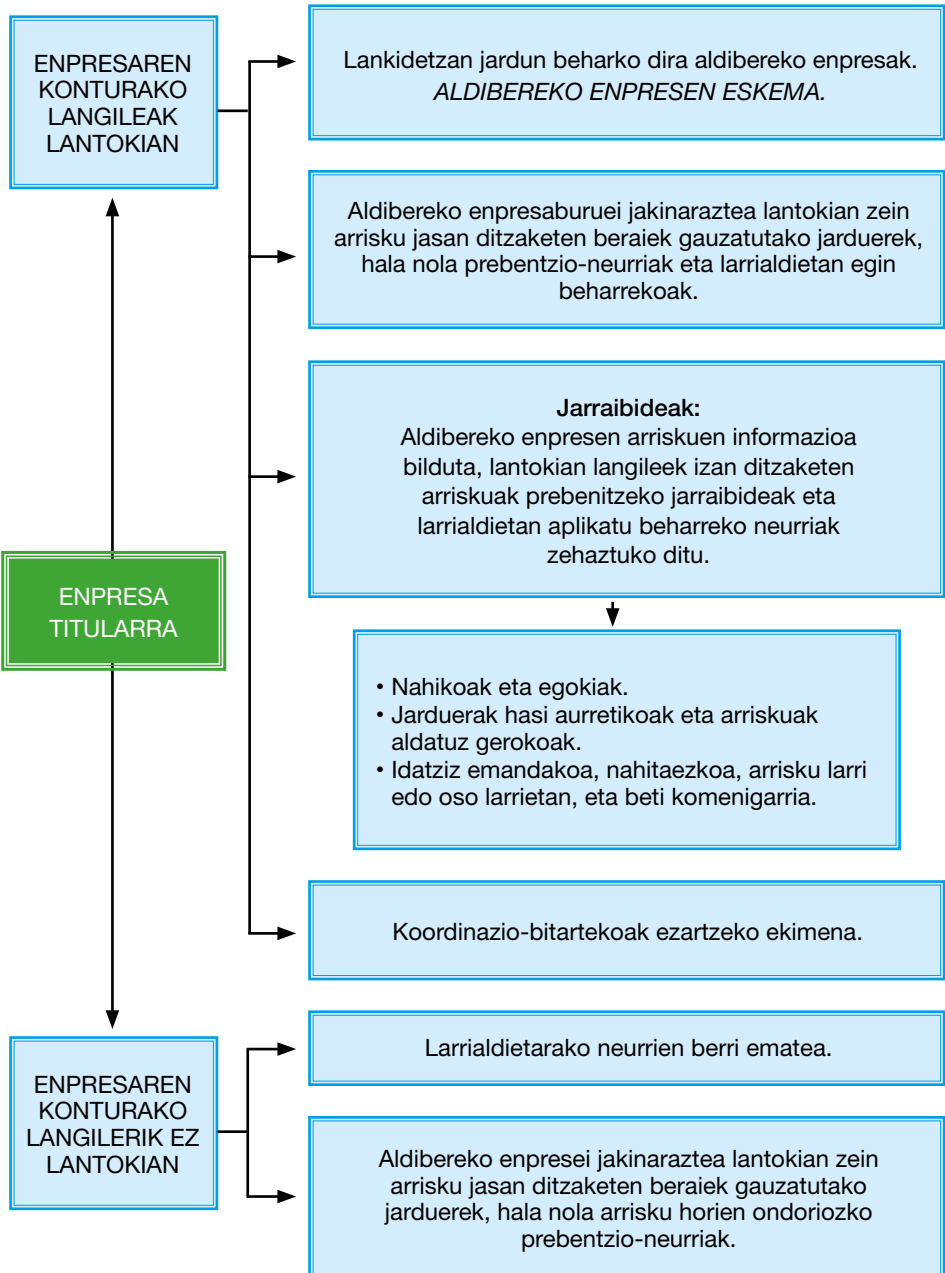 ENPRESAREN
KONTURAKO
LANGILEAK
LANTOKIAN
Lankidetzan jardun beharko dira aldibereko enpresak.
ALDIBEREKO ENPRESEN ESKEMA.
Aldibereko enpresaburuei jakinaraztea lantokian zein
arrisku jasan ditzaketen beraiek gauzatutako jarduerek,
hala nola prebentzio-neurriak eta larrialdietan egin
beharrekoak.
Jarraibideak:
Aldibereko enpresen arriskuen informazioa
bilduta, lantokian langileek izan ditzaketen
arriskuak prebenitzeko jarraibideak eta
larrialdietan aplikatu beharreko neurriak
zehaztuko ditu.
ENPRESA
TITULARRA
• Nahikoak eta egokiak.
• Jarduerak hasi aurretikoak eta arriskuak
aldatuz gerokoak.
• Idatziz emandakoa, nahitaezkoa, arrisku larri
edo oso larrietan, eta beti komenigarria.
Koordinazio-bitartekoak ezartzeko ekimena.
ENPRESAREN
KONTURAKO
LANGILERIK EZ
LANTOKIAN
Larrialdietarako neurrien berri ematea.
Aldibereko enpresei jakinaraztea lantokian zein
arrisku jasan ditzaketen beraiek gauzatutako
jarduerek, hala nola arrisku horien ondoriozko
prebentzio-neurriak.